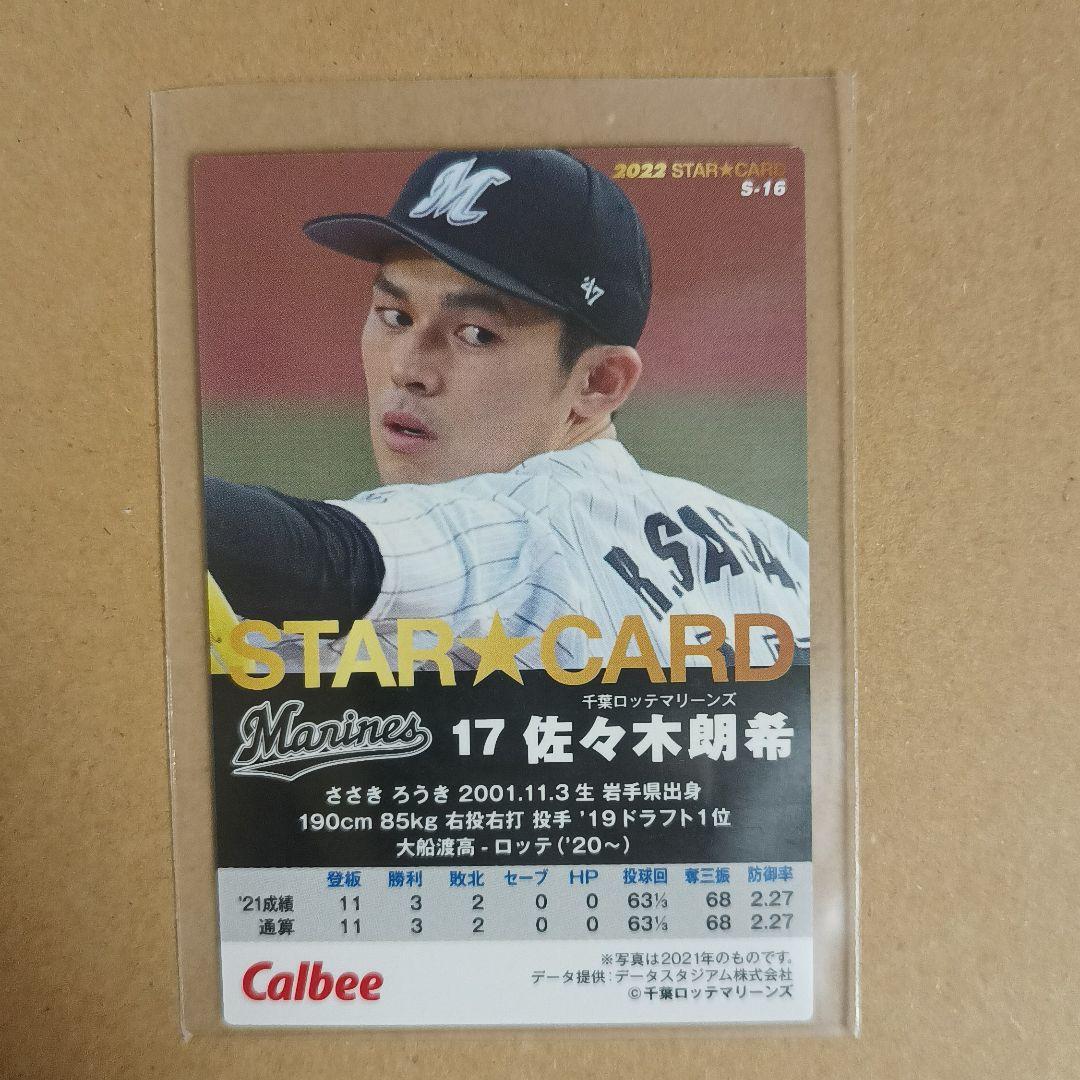 M
2022 STAR★CARD
S-16
'47
R.SASA
STAR★CARD
千葉ロッテマリーンズ
Marines 17 佐々木朗希
ささき ろうき 2001.11.3生 岩手県出身
190cm 85kg 右投右打 投手 '19ドラフト1位
大船渡高-ロッテ('20～)
登板 勝利 敗北 セーブ HP 投球回 奪三振 防御率
'21成績 11 3 2 0 0 63⅓ 68 2.27
通算 11 3 2 0 0 63⅓ 68 2.27
※写真は2021年のものです。
Calbee データ提供:データスタジアム株式会社
©千葉ロッテマリーンズ